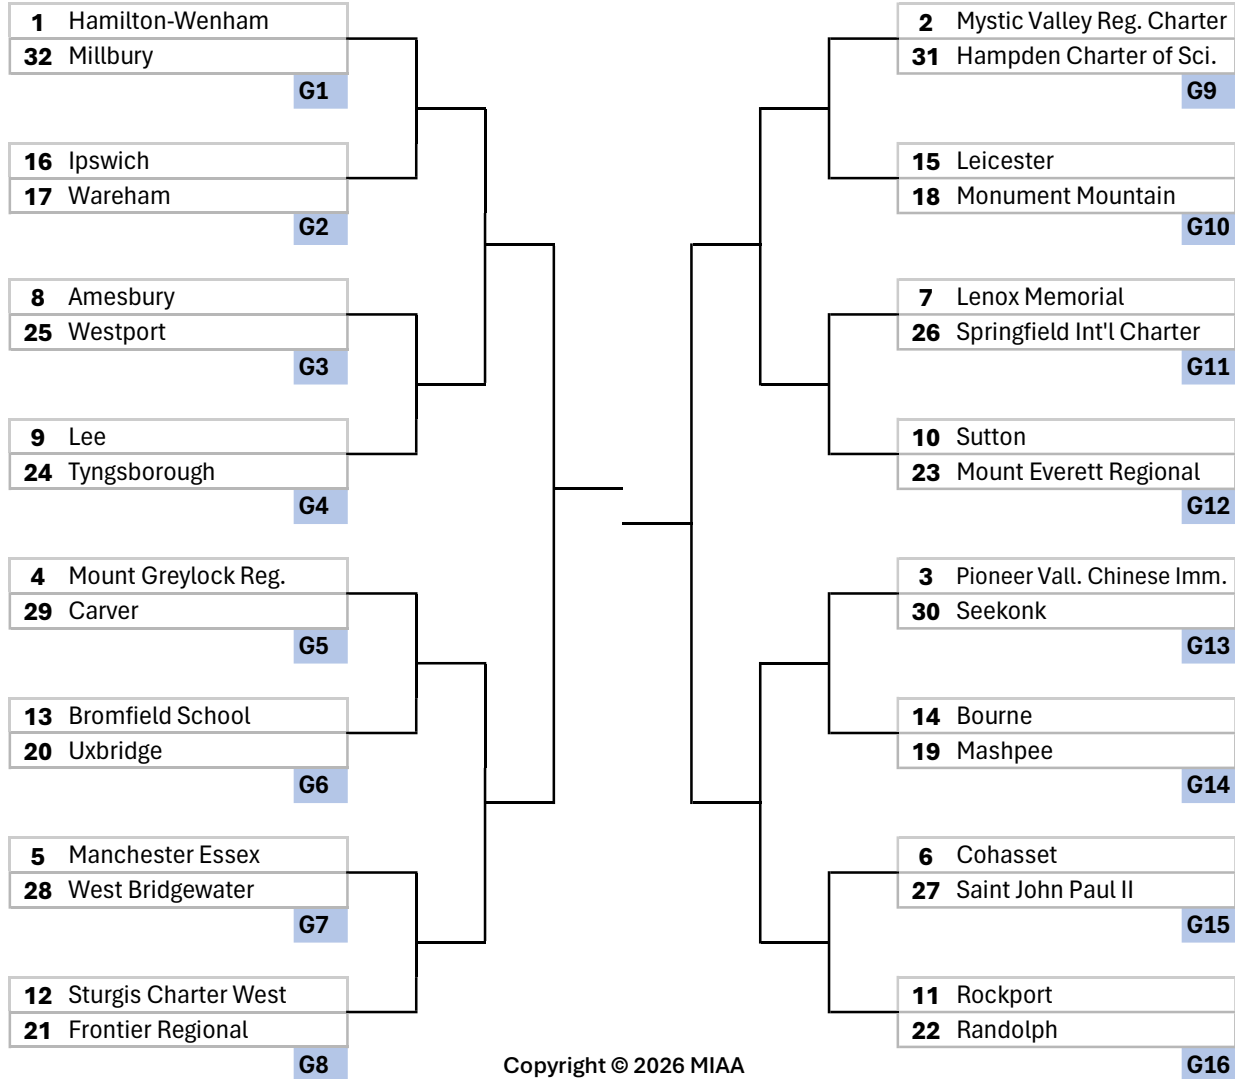 1 Hamilton-Wenham
32 Millbury
G1
16 Ipswich
17 Wareham
G2
8 Amesbury
25 Westport
G3
9 Lee
24 Tyngsborough
G4
4 Mount Greylock Reg.
29 Carver
G5
13 Bromfield School
20 Uxbridge
G6
5 Manchester Essex
28 West Bridgewater
G7
12 Sturgis Charter West
21 Frontier Regional
G8
2 Mystic Valley Reg. Charter
31 Hampden Charter of Sci.
G9
15 Leicester
18 Monument Mountain
G10
7 Lenox Memorial
26 Springfield Int'l Charter
G11
10 Sutton
23 Mount Everett Regional
G12
3 Pioneer Vall. Chinese Imm.
30 Seekonk
G13
14 Bourne
19 Mashpee
G14
6 Cohasset
27 Saint John Paul II
G15
11 Rockport
22 Randolph
G16
Copyright © 2026 MIAA